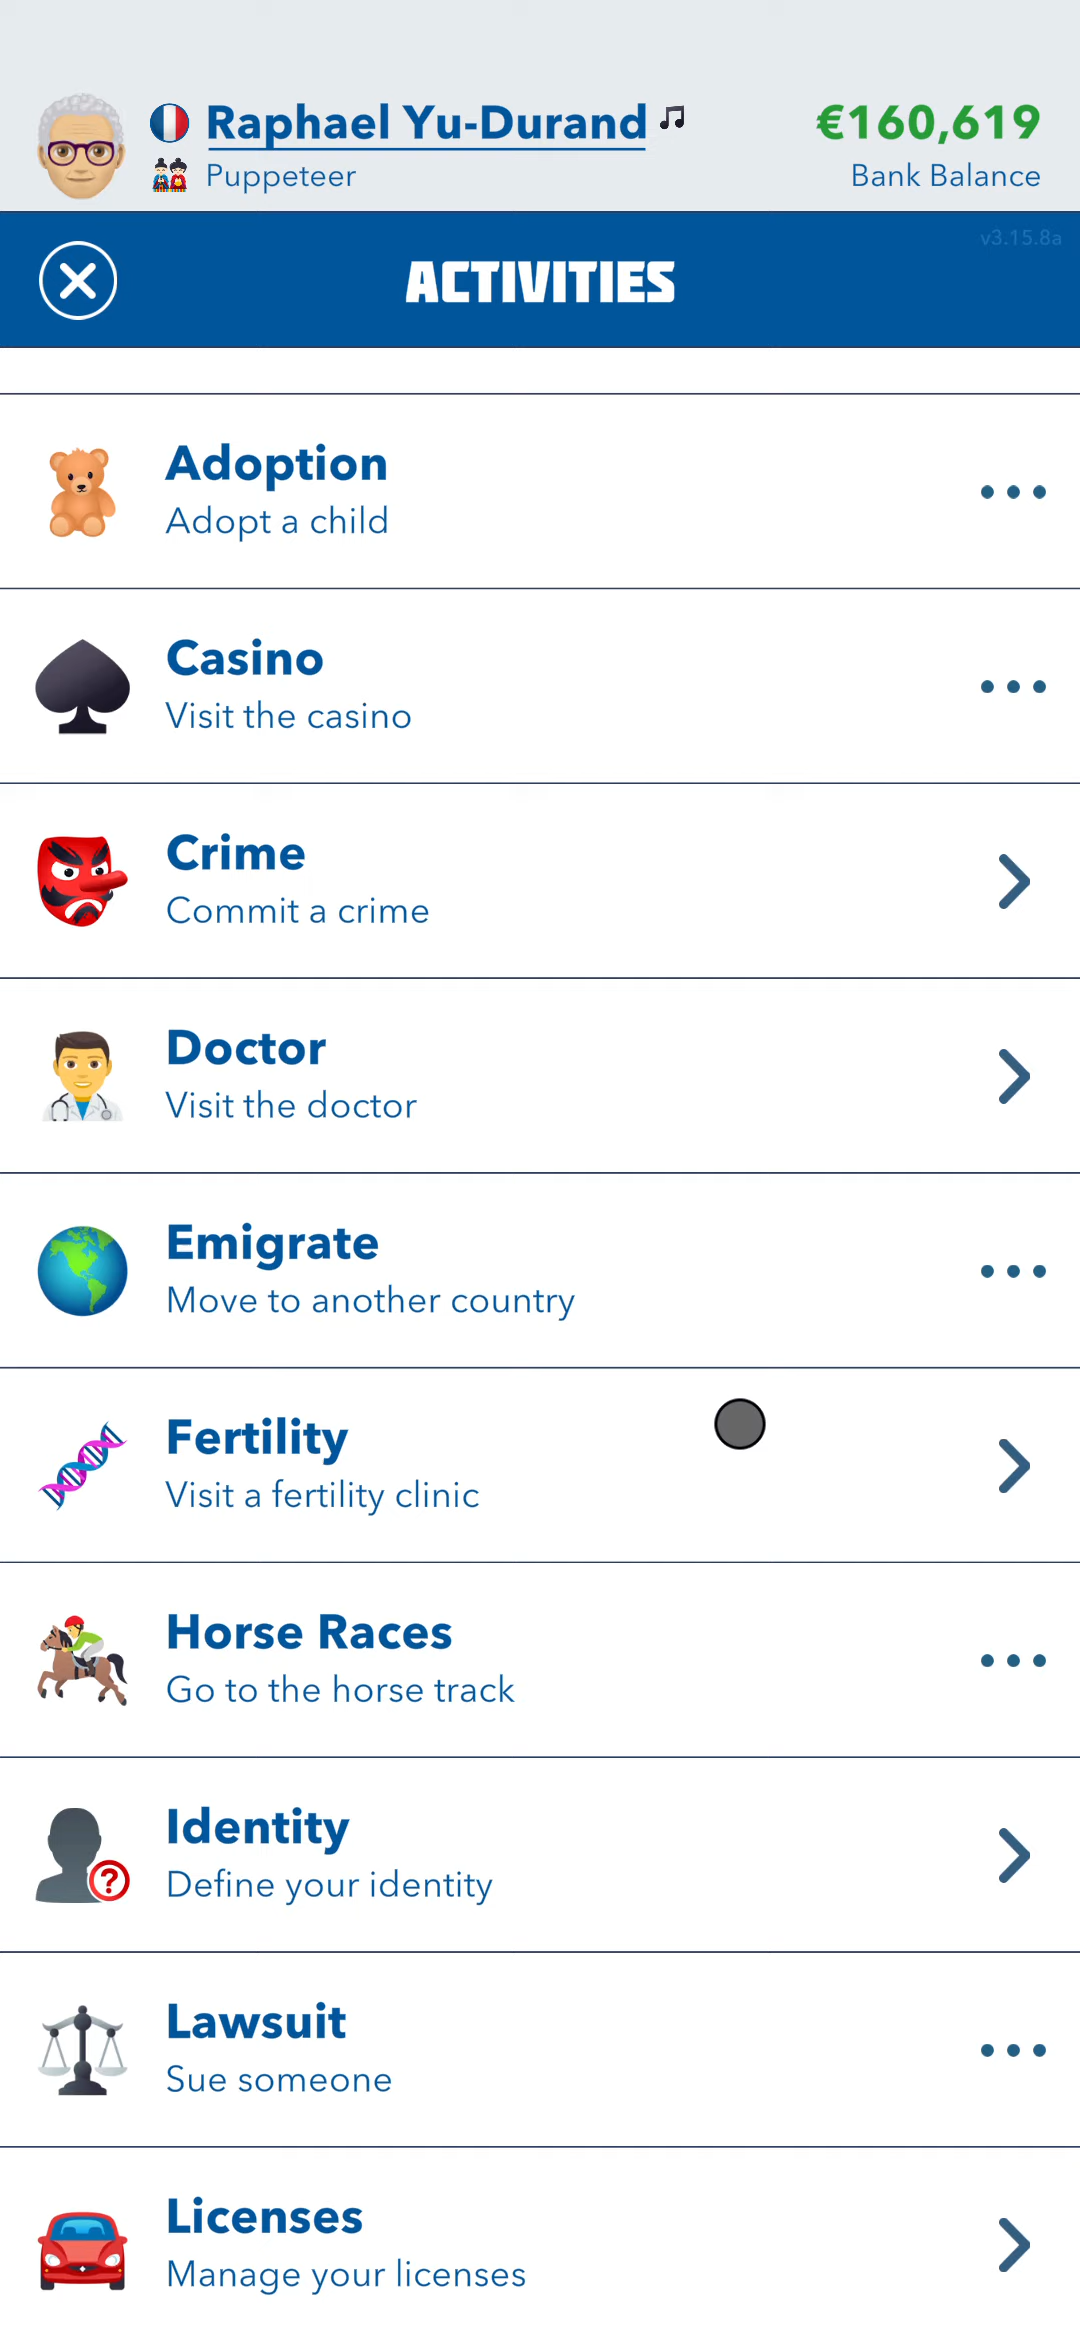 Raphael Yu-Durand
€160,619
Puppeteer
Bank Balance
v3.15.8a
ACTIVITIES
Adoption
Adopt a child
Casino
Visit the casino
Crime
Commit a crime
Doctor
Visit the doctor
Emigrate
Move to another country
Fertility
Visit a fertility clinic
Horse Races
Go to the horse track
Identity
Define your identity
Lawsuit
Sue someone
Licenses
Manage your licenses